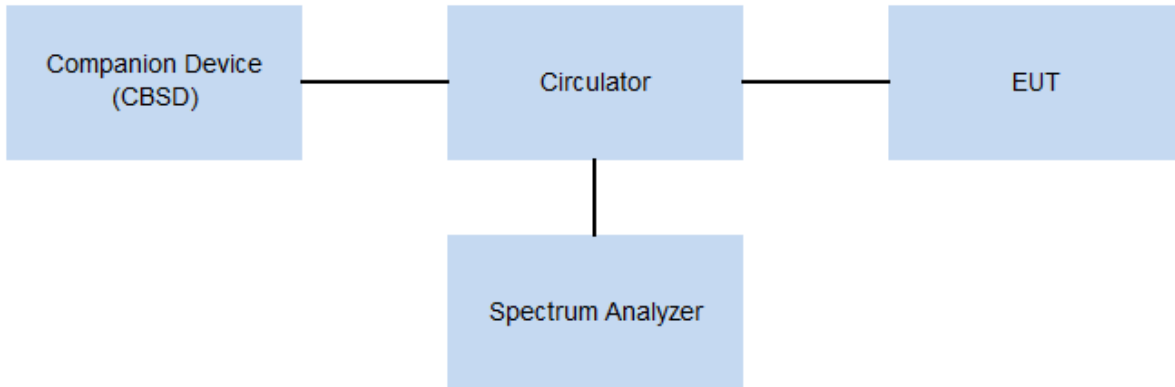 Companion Device
(CBSD)
Circulator
EUT
Spectrum Analyzer